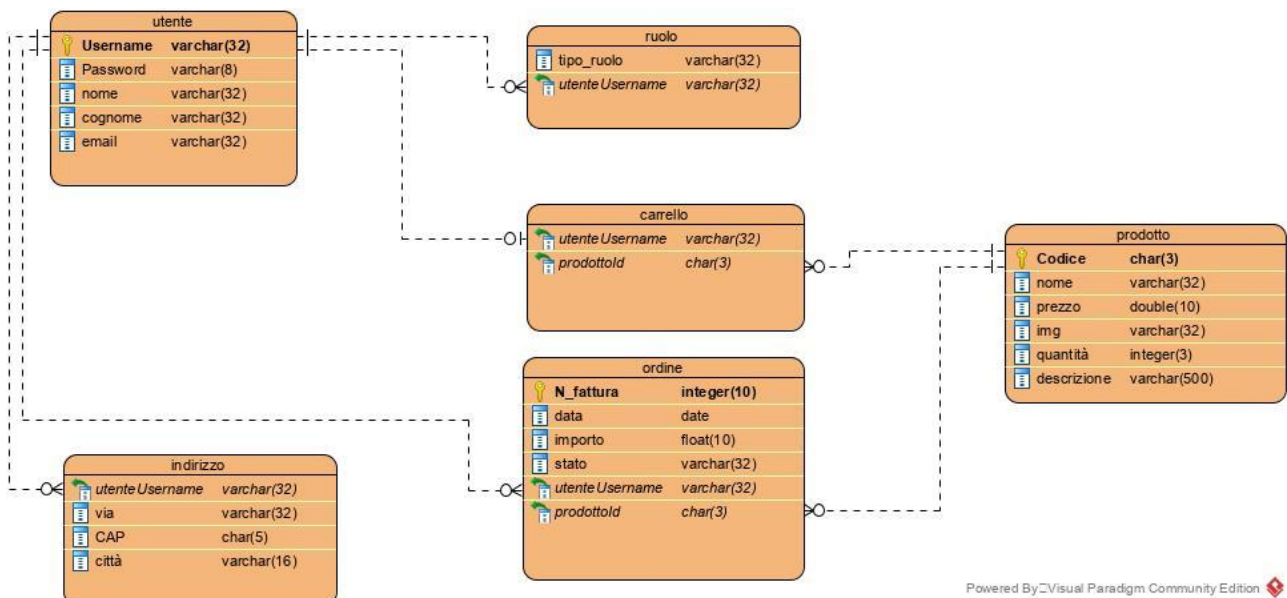 utente
Username varchar(32)
Password varchar(8)
nome varchar(32)
cognome varchar(32)
email varchar(32)
ruolo
tipo_ruolo varchar(32)
utenteUsername varchar(32)
carrello
utenteUsername varchar(32)
prodottoId char(3)
prodotto
Codice char(3)
nome varchar(32)
prezzo double(10)
img varchar(32)
quantità integer(3)
descrizione varchar(500)
ordine
N_fattura integer(10)
data date
importo float(10)
stato varchar(32)
utenteUsername varchar(32)
prodottoId char(3)
indirizzo
utenteUsername varchar(32)
via varchar(32)
CAP char(5)
città varchar(16)
Powered By Visual Paradigm Community Edition